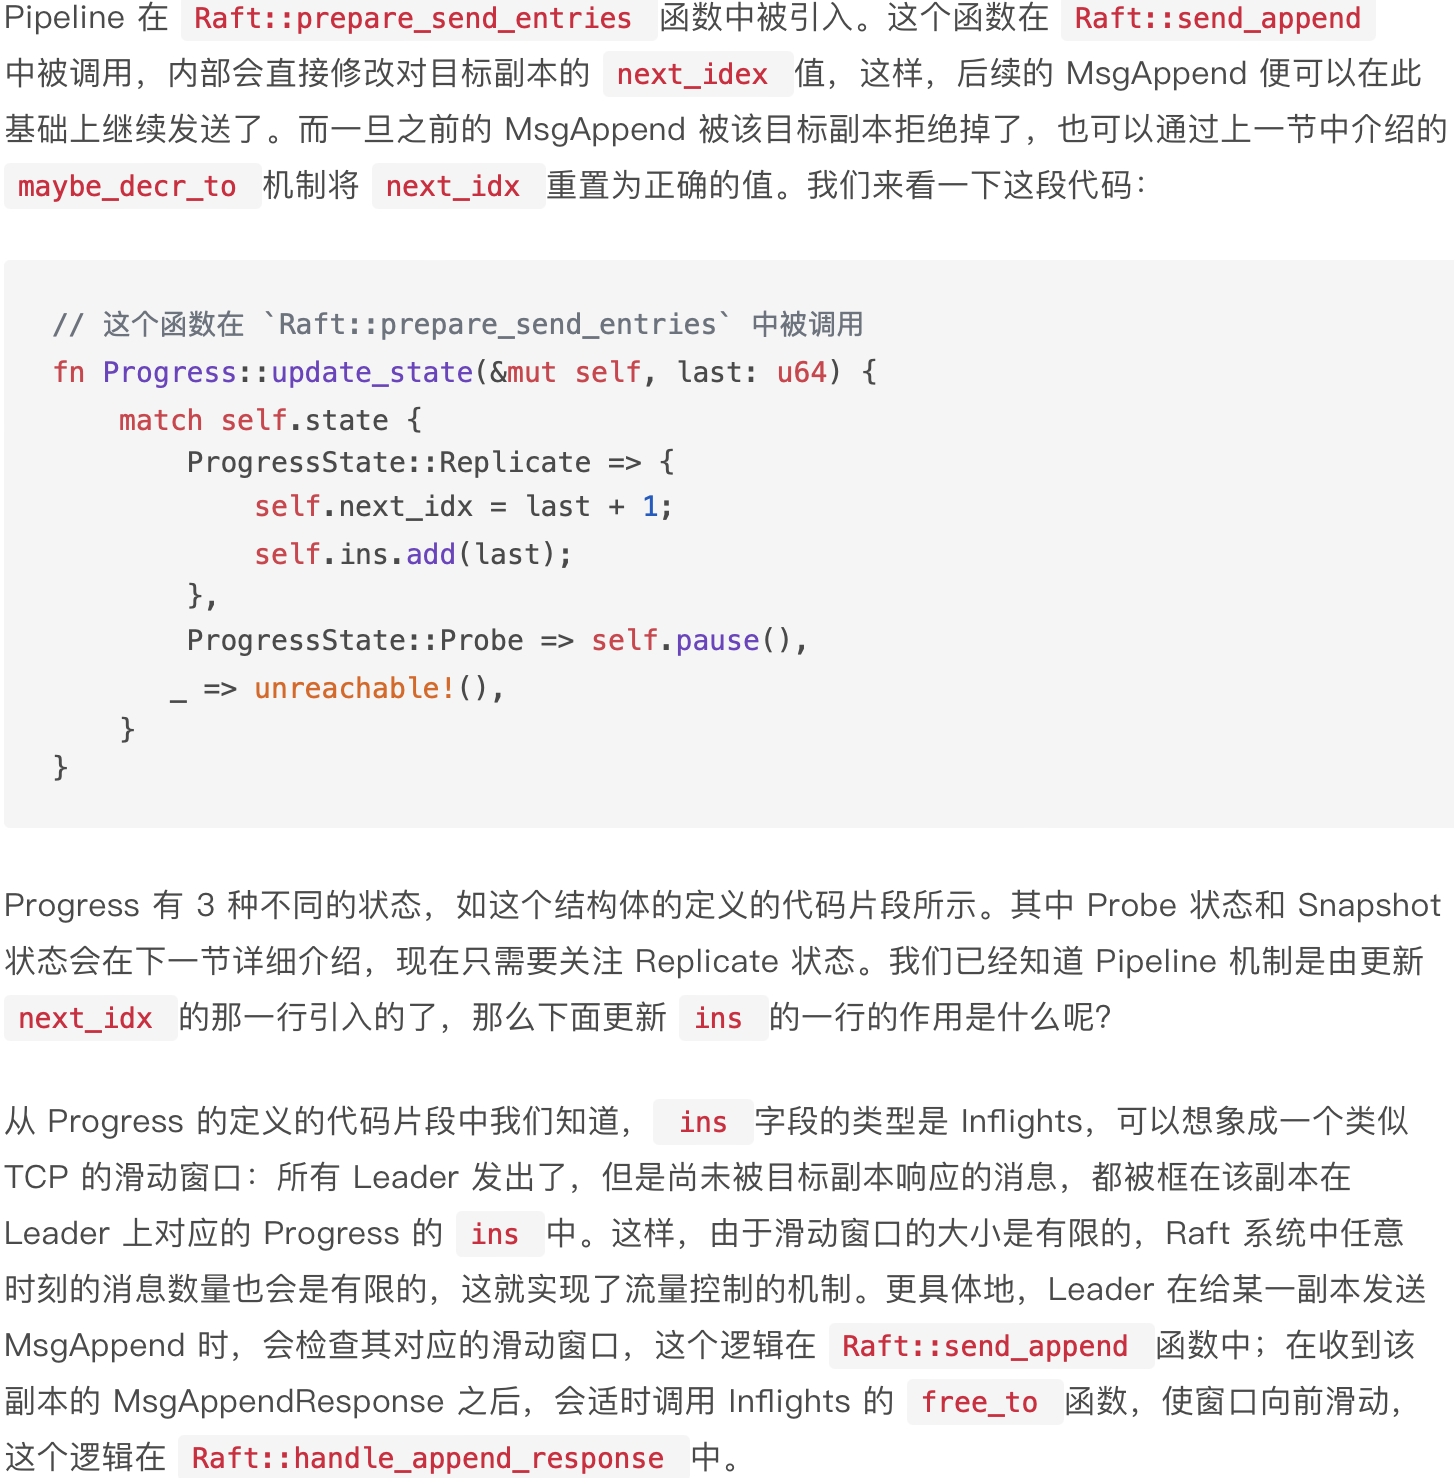 Pipeline 在 Raft::prepare_send_entries 函数中被引入。这个函数在 Raft::send_append
中被调用，内部会直接修改对目标副本的 next_idex 值，这样，后续的 MsgAppend 便可以在此
基础上继续发送了。而一旦之前的 MsgAppend 被该目标副本拒绝掉了，也可以通过上一节中介绍的
maybe_decr_to 机制将 next_idx 重置为正确的值。我们来看一下这段代码：
// 这个函数在 `Raft::prepare_send_entries` 中被调用
fn Progress::update_state(&mut self, last: u64) {
    match self.state {
        ProgressState::Replicate => {
            self.next_idx = last + 1;
            self.ins.add(last);
        },
        ProgressState::Probe => self.pause(),
       _ => unreachable!(),
    }
}
Progress 有 3 种不同的状态，如这个结构体的定义的代码片段所示。其中 Probe 状态和 Snapshot
状态会在下一节详细介绍，现在只需要关注 Replicate 状态。我们已经知道 Pipeline 机制是由更新
next_idx 的那一行引入的了，那么下面更新 ins 的一行的作用是什么呢？
从 Progress 的定义的代码片段中我们知道， ins 字段的类型是 Inflights，可以想象成一个类似
TCP 的滑动窗口：所有 Leader 发出了，但是尚未被目标副本响应的消息，都被框在该副本在
Leader 上对应的 Progress 的 ins 中。这样，由于滑动窗口的大小是有限的，Raft 系统中任意
时刻的消息数量也会是有限的，这就实现了流量控制的机制。更具体地，Leader 在给某一副本发送
MsgAppend 时，会检查其对应的滑动窗口，这个逻辑在 Raft::send_append 函数中；在收到该
副本的 MsgAppendResponse 之后，会适时调用 Inflights 的 free_to 函数，使窗口向前滑动，
这个逻辑在 Raft::handle_append_response 中。